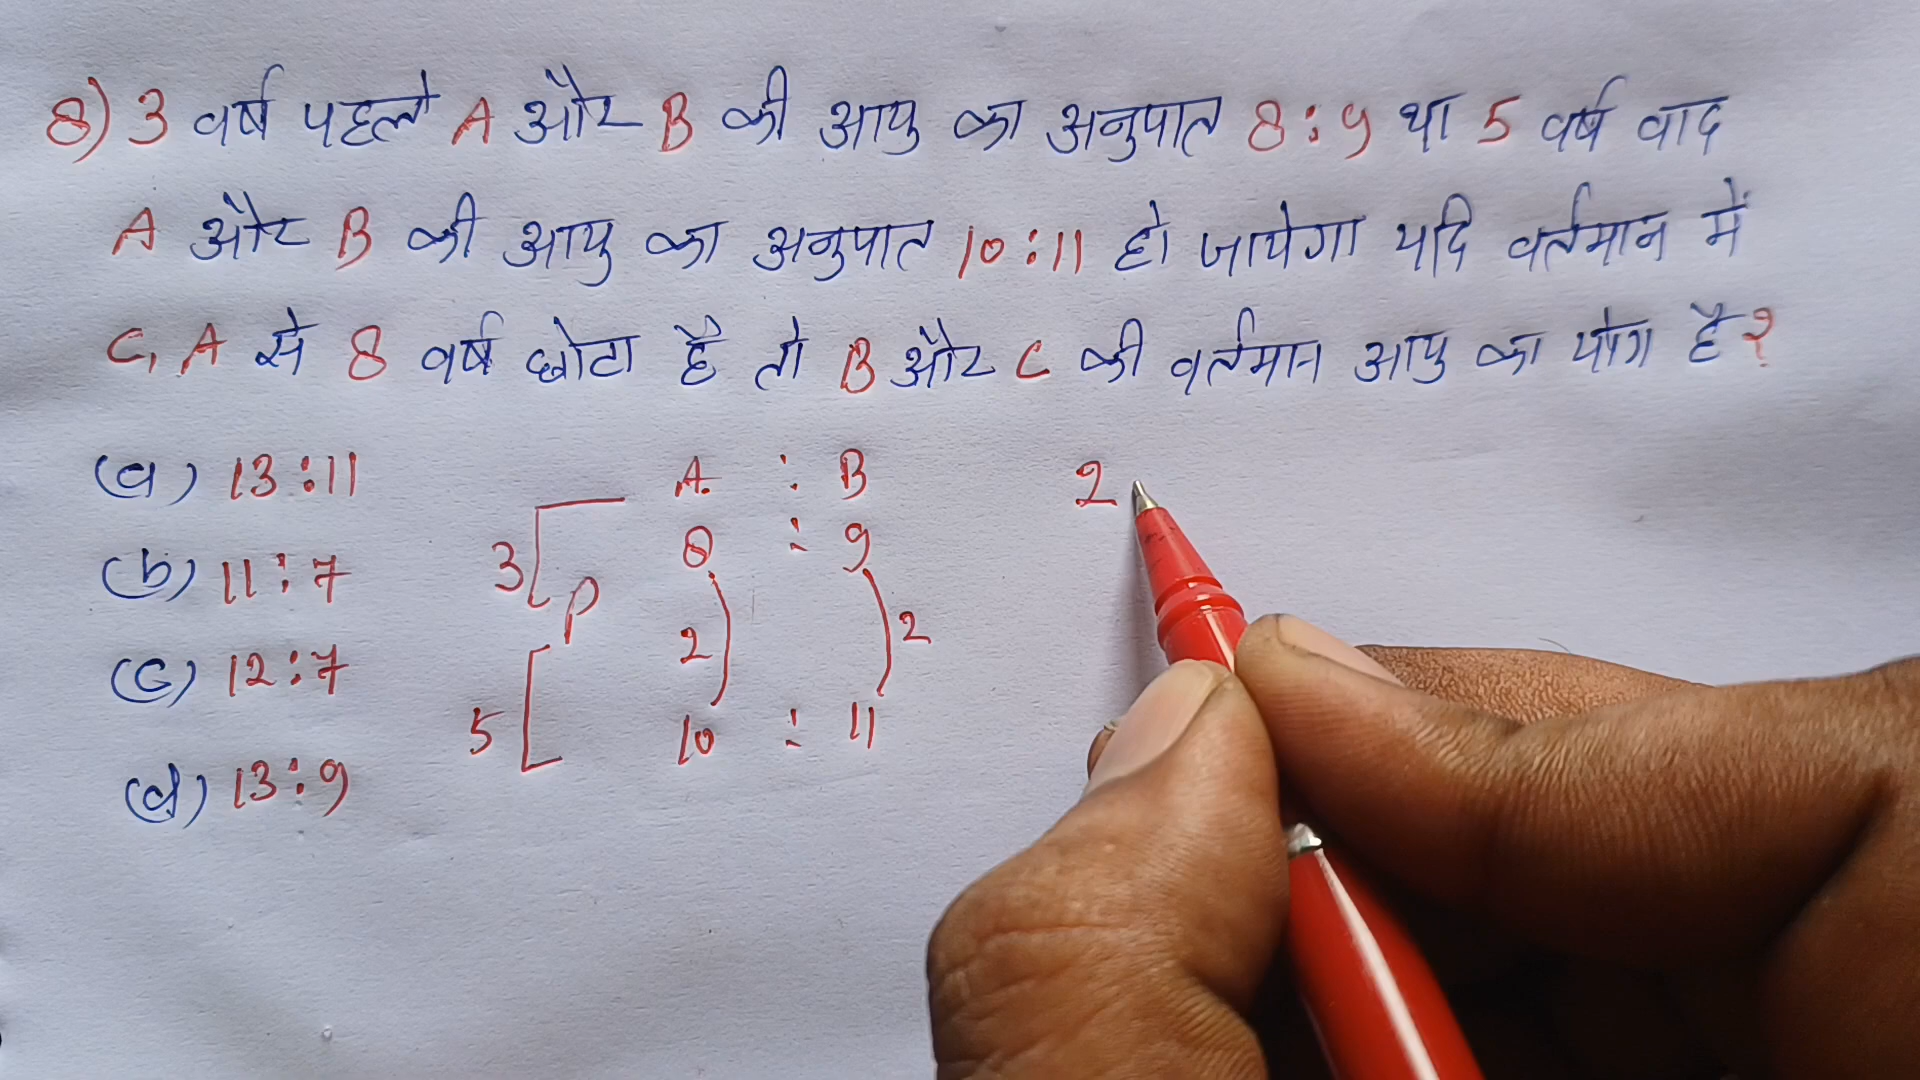 8) 3 वर्ष पहले A और B की आयु का अनुपात 8:9 था 5 वर्ष वाद
A और B की आयु का अनुपात 10:11 हो जायेगा यदि वर्तमान में
C, A से 8 वर्ष छोटा है तो B और C की वर्तमान आयु का योग है?
(a) 13:11
(b) 11:7
(c) 12:7
(d) 13:9
A : B
3 8 : 9
P
2 2
5 10 : 11
2